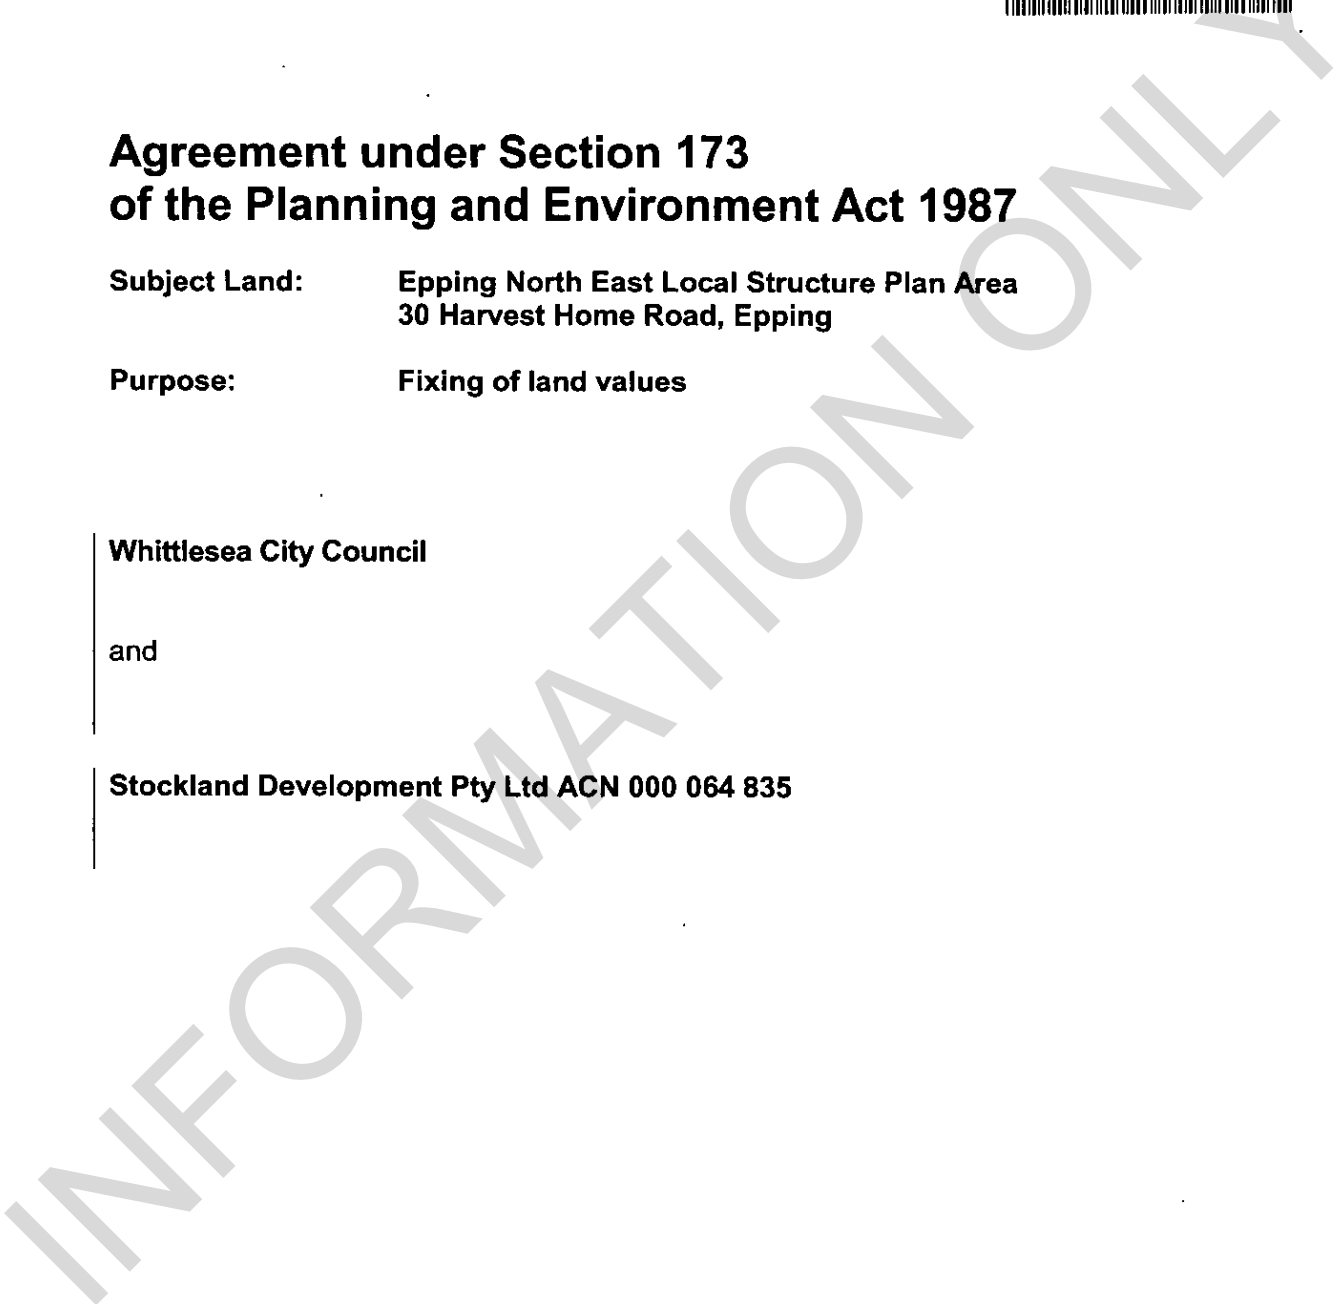 Agreement under Section 173
of the Planning and Environment Act 1987
Subject Land: Epping North East Local Structure Plan Area
30 Harvest Home Road, Epping
Purpose: Fixing of land values
Whittlesea City Council
and
Stockland Development Pty Ltd ACN 000 064 835
INFORMATION ONLY